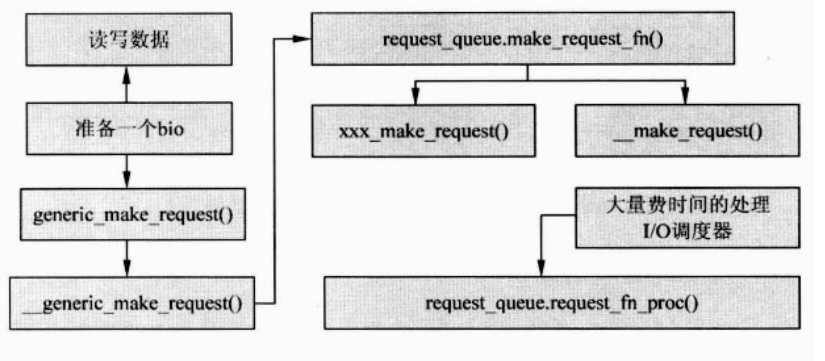 读写数据
准备一个bio
generic_make_request()
__generic_make_request()
request_queue.make_request_fn()
xxx_make_request()
__make_request()
大量费时间的处理
I/O调度器
request_queue.request_fn_proc()